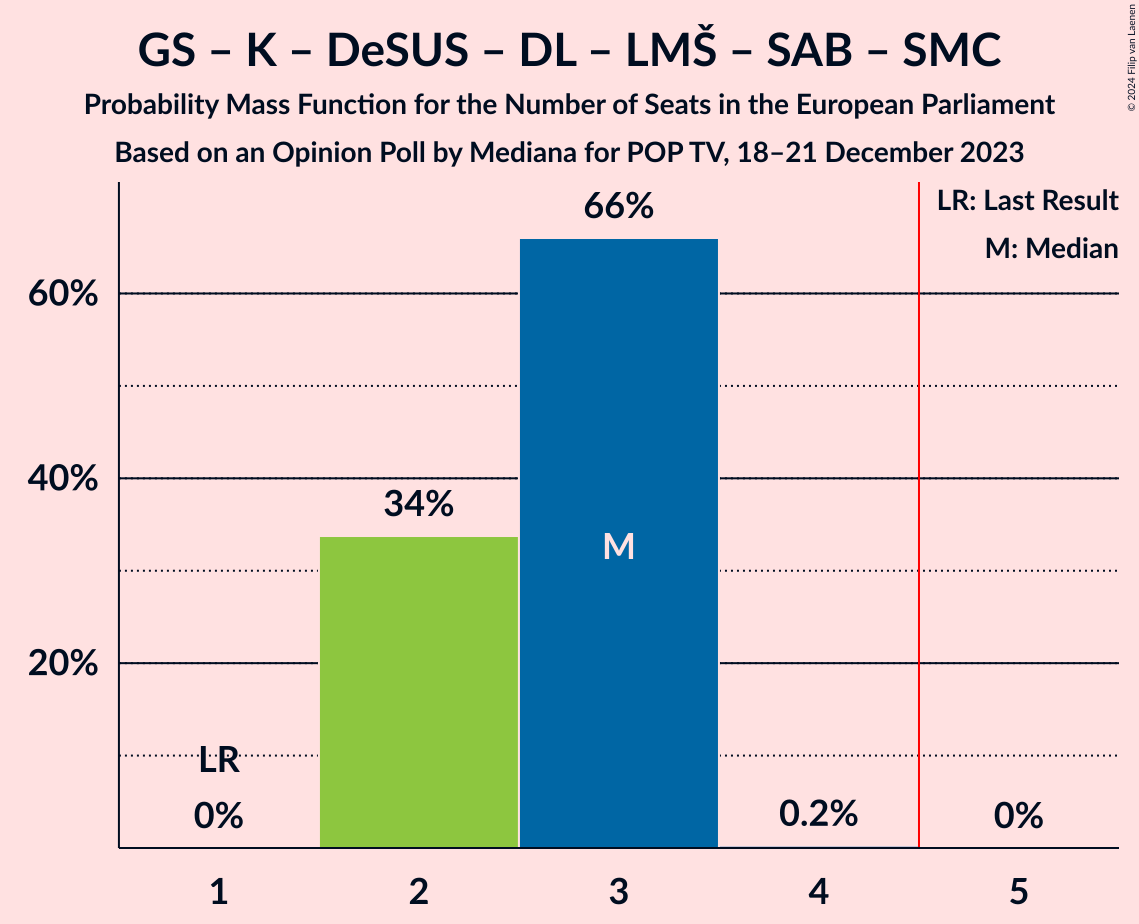 GS – K – DeSUS – DL – LMŠ – SAB – SMC
Probability Mass Function for the Number of Seats in the European Parliament
Based on an Opinion Poll by Mediana for POP TV, 18–21 December 2023
© 2024 Filip van Laenen
LR: Last Result
M: Median
66%
60%
40%
34%
M
20%
LR
0%
0.2%
0%
1
2
3
4
5